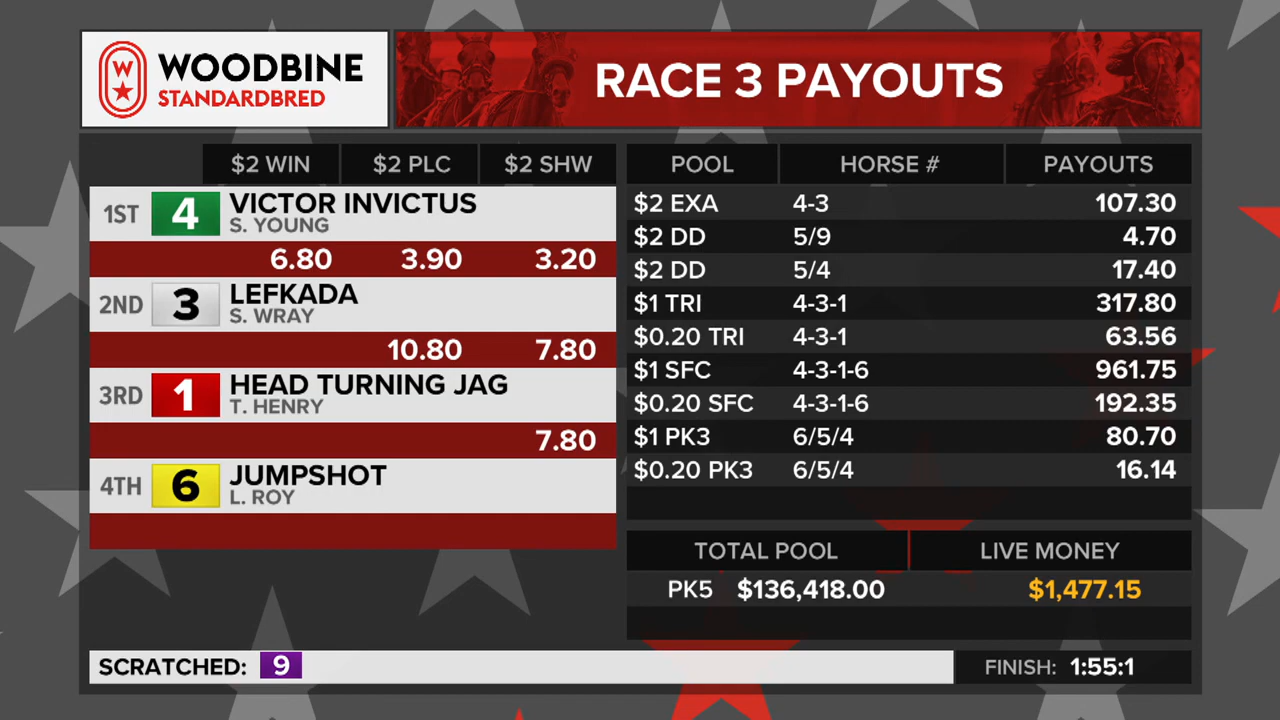 W
WOODBINE
STANDARDBRED
RACE 3 PAYOUTS
$2 WIN $2 PLC $2 SHW
1ST 4 VICTOR INVICTUS
S. YOUNG
6.80 3.90 3.20
2ND 3 LEFKADA
S. WRAY
10.80 7.80
3RD 1 HEAD TURNING JAG
T. HENRY
7.80
4TH 6 JUMPSHOT
L. ROY
POOL HORSE # PAYOUTS
$2 EXA 4-3 107.30
$2 DD 5/9 4.70
$2 DD 5/4 17.40
$1 TRI 4-3-1 317.80
$0.20 TRI 4-3-1 63.56
$1 SFC 4-3-1-6 961.75
$0.20 SFC 4-3-1-6 192.35
$1 PK3 6/5/4 80.70
$0.20 PK3 6/5/4 16.14
TOTAL POOL LIVE MONEY
PK5 $136,418.00 $1,477.15
SCRATCHED: 9
FINISH: 1:55:1